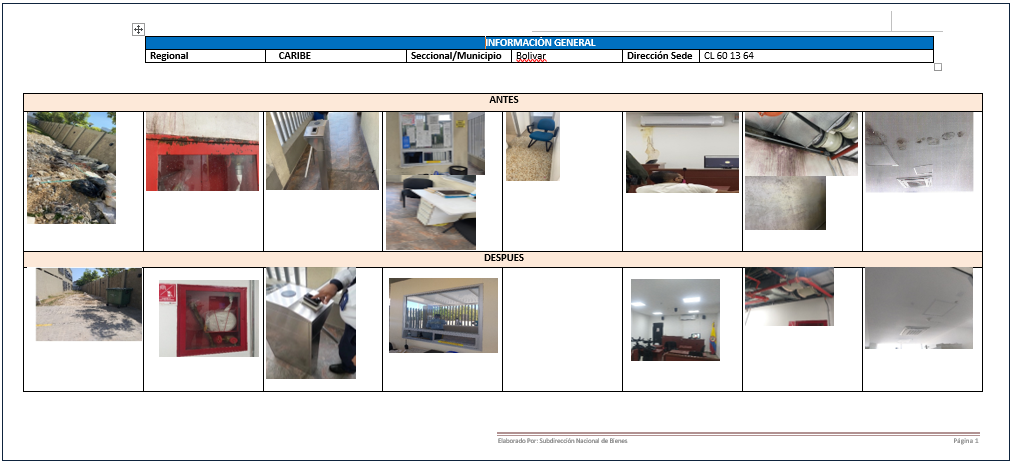 INFORMACIÓN GENERAL
Regional CARIBE Seccional/Municipio Bolivar Dirección Sede CL 60 13 64
ANTES
DESPUES
Elaborado Por: Subdirección Nacional de Bienes Página 1